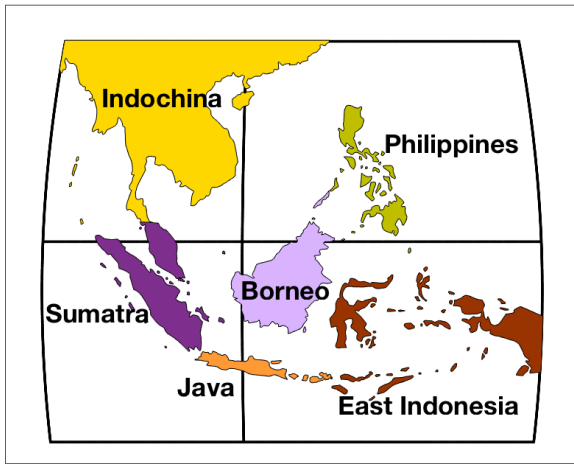 Indochina
Philippines
Borneo
Sumatra
Java
East Indonesia